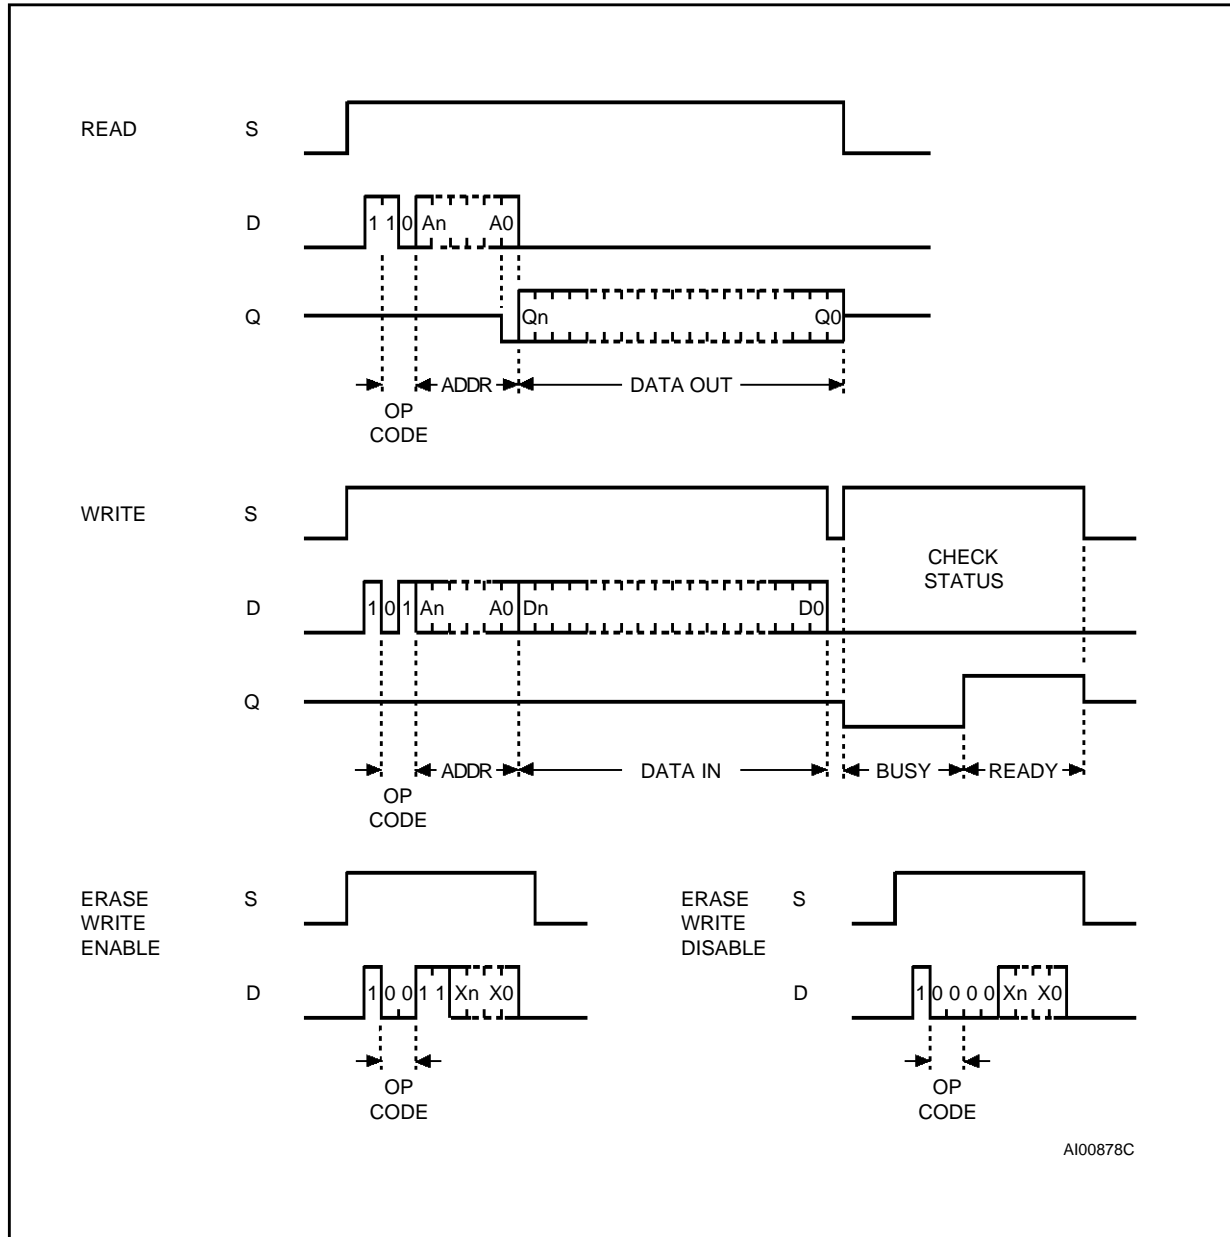 READ S
D 1 1 0 An A0
Q Qn Q0
ADDR DATA OUT
OP
CODE
WRITE S
CHECK
STATUS
D 1 0 1 An A0 Dn D0
Q
ADDR DATA IN BUSY READY
OP
CODE
ERASE
WRITE
ENABLE
S
D 1 0 0 1 1 Xn X0
OP
CODE
ERASE
WRITE
DISABLE
S
D 1 0 0 0 0 Xn X0
OP
CODE
AI00878C